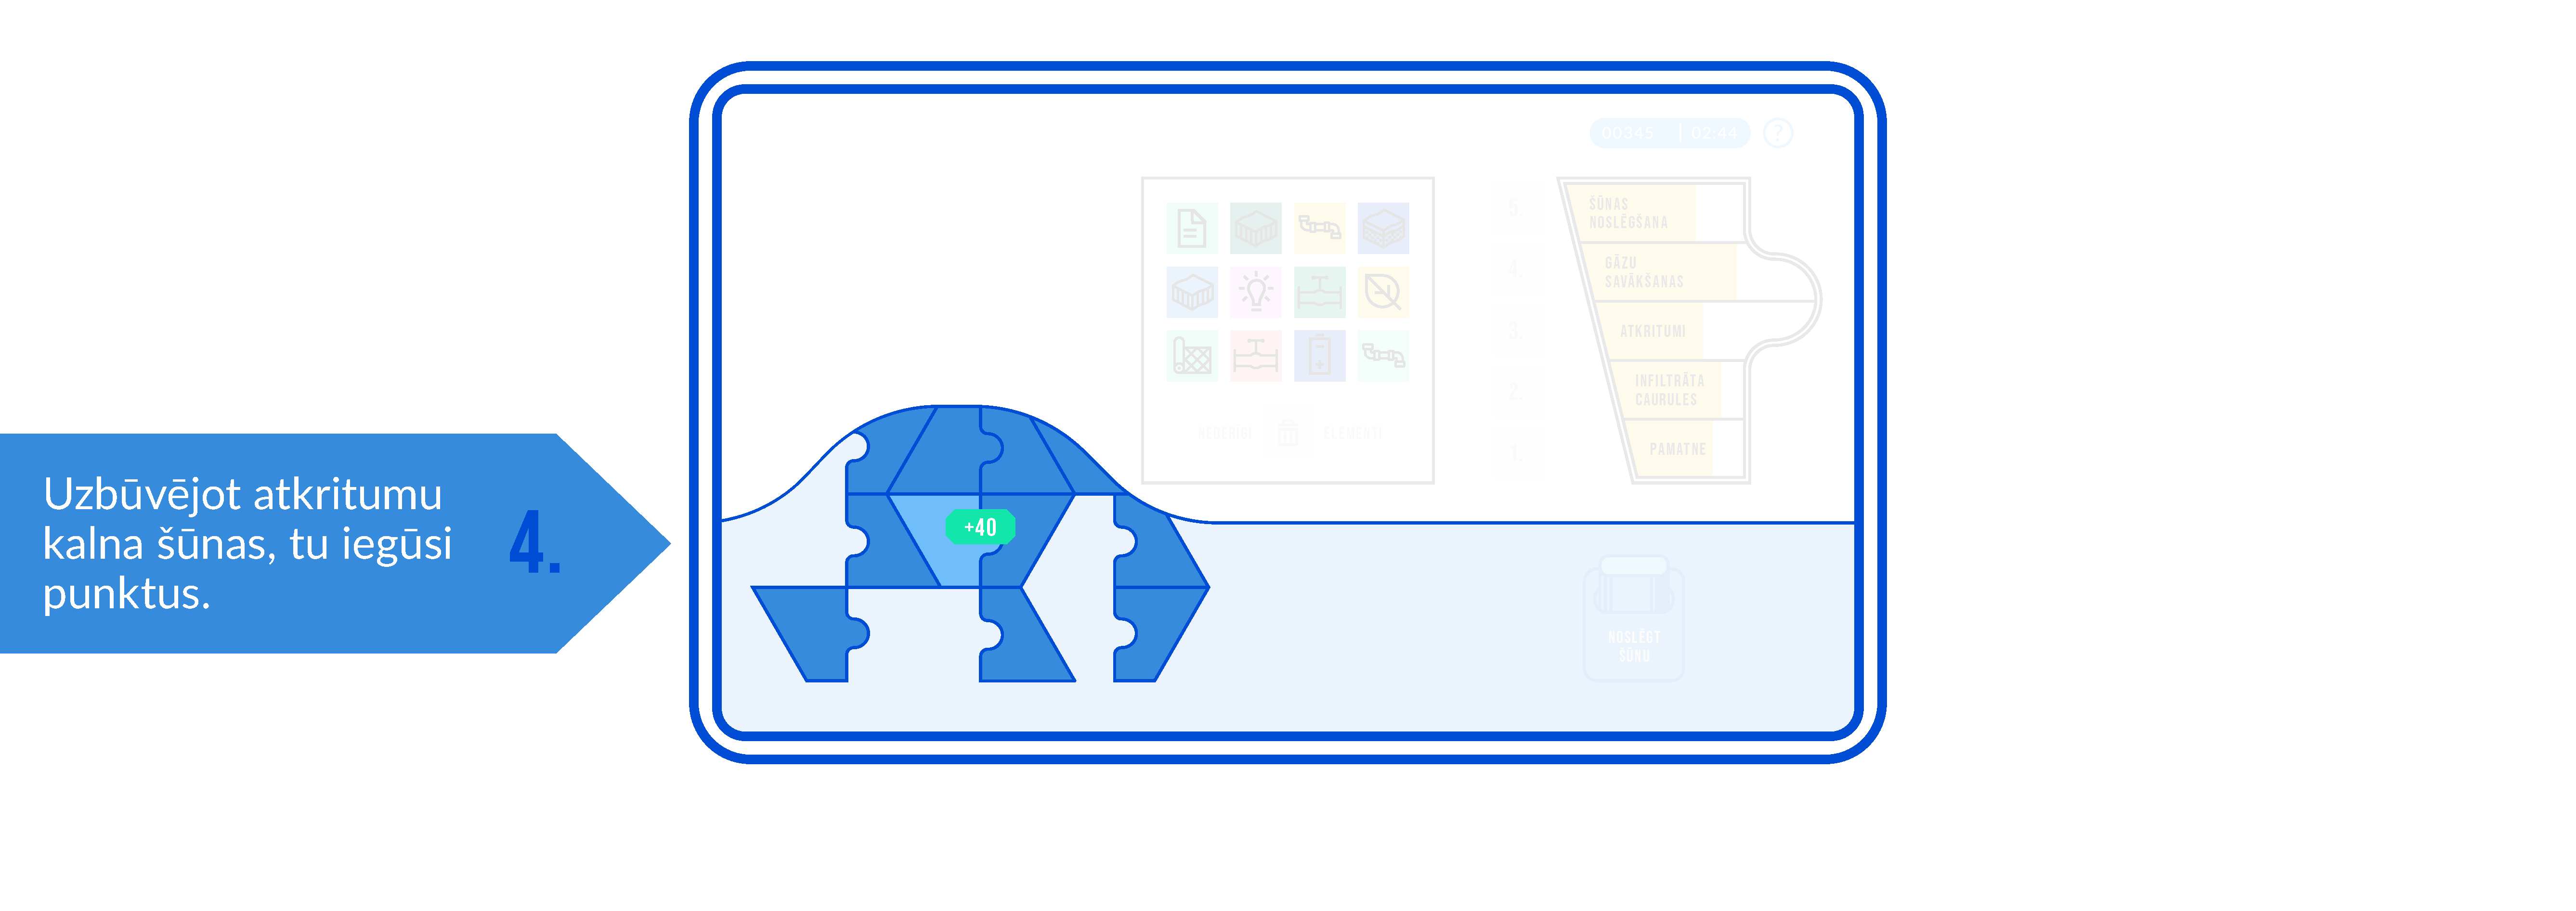 Uzbūvējot atkritumu
kalna šūnas, tu iegūsi
punktus.
4.
00345 | 02:44 ?
5.
ŠŪNAS
NOSLĒGŠANA
4.
GĀZU
SAVĀKŠANAS
3.
ATKRITUMI
2.
INFILTRĀTA
CAURULES
1.
PAMATNE
NEDERĪGI ELEMENTI
+40
NOSLĒGT
ŠŪNU